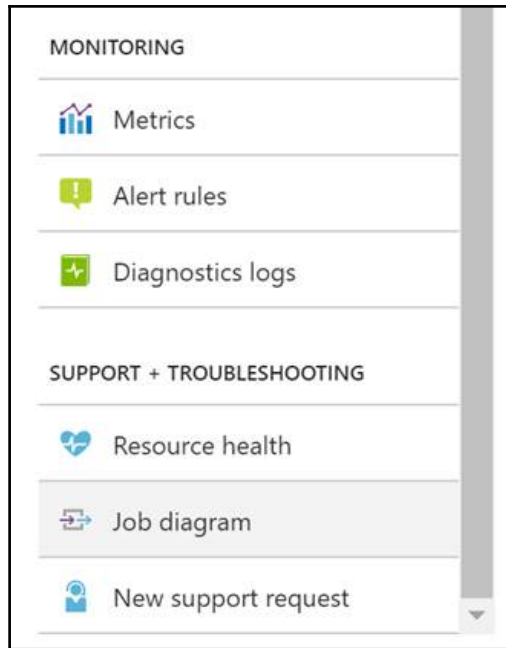 MONITORING
Metrics
Alert rules
Diagnostics logs
SUPPORT + TROUBLESHOOTING
Resource health
Job diagram
New support request